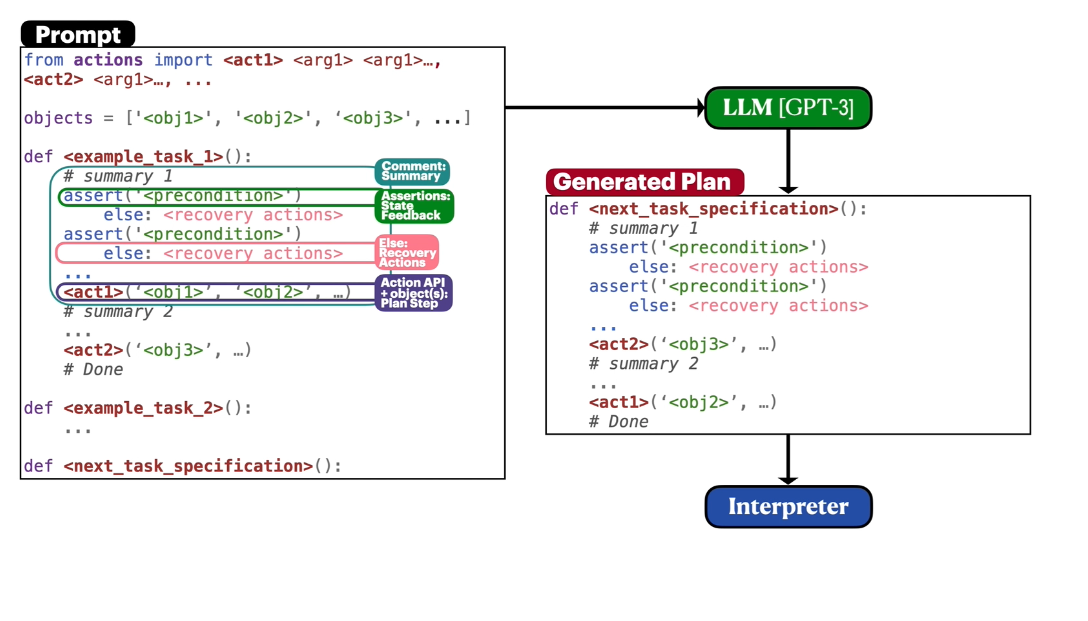 Prompt
from actions import <act1> <arg1> <arg1>…,
<act2> <arg1>…, ...
objects = ['<obj1>', '<obj2>', ‘<obj3>', ...]
def <example_task_1>():
# summary 1
assert('<precondition>')
else: <recovery actions>
assert('<precondition>')
else: <recovery actions>
...
<act1>(‘<obj1>’, ‘<obj2>’, …)
# summary 2
...
<act2>(‘<obj3>’, …)
# Done
def <example_task_2>():
...
def <next_task_specification>():
Comment:
Summary
Assertions:
State
Feedback
Else:
Recovery
Actions
Action API
+ object(s):
Plan Step
LLM [GPT-3]
Generated Plan
def <next_task_specification>():
# summary 1
assert('<precondition>')
else: <recovery actions>
assert('<precondition>')
else: <recovery actions>
...
<act2>(‘<obj3>’, …)
# summary 2
...
<act1>(‘<obj2>’, …)
# Done
Interpreter